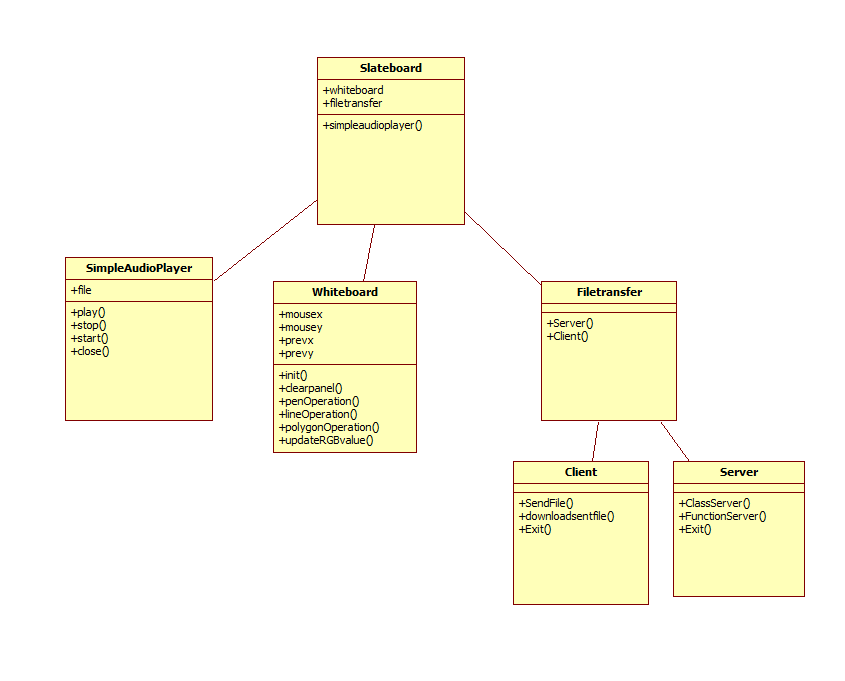 Slateboard
+whiteboard
+filetransfer
+simpleaudioplayer()
SimpleAudioPlayer
+file
+play()
+stop()
+start()
+close()
Whiteboard
+mousex
+mousey
+prevx
+prevy
+init()
+clearpanel()
+penOperation()
+lineOperation()
+polygonOperation()
+updateRGBvalue()
Filetransfer
+Server()
+Client()
Client
+SendFile()
+downloadsentfile()
+Exit()
Server
+ClassServer()
+FunctionServer()
+Exit()